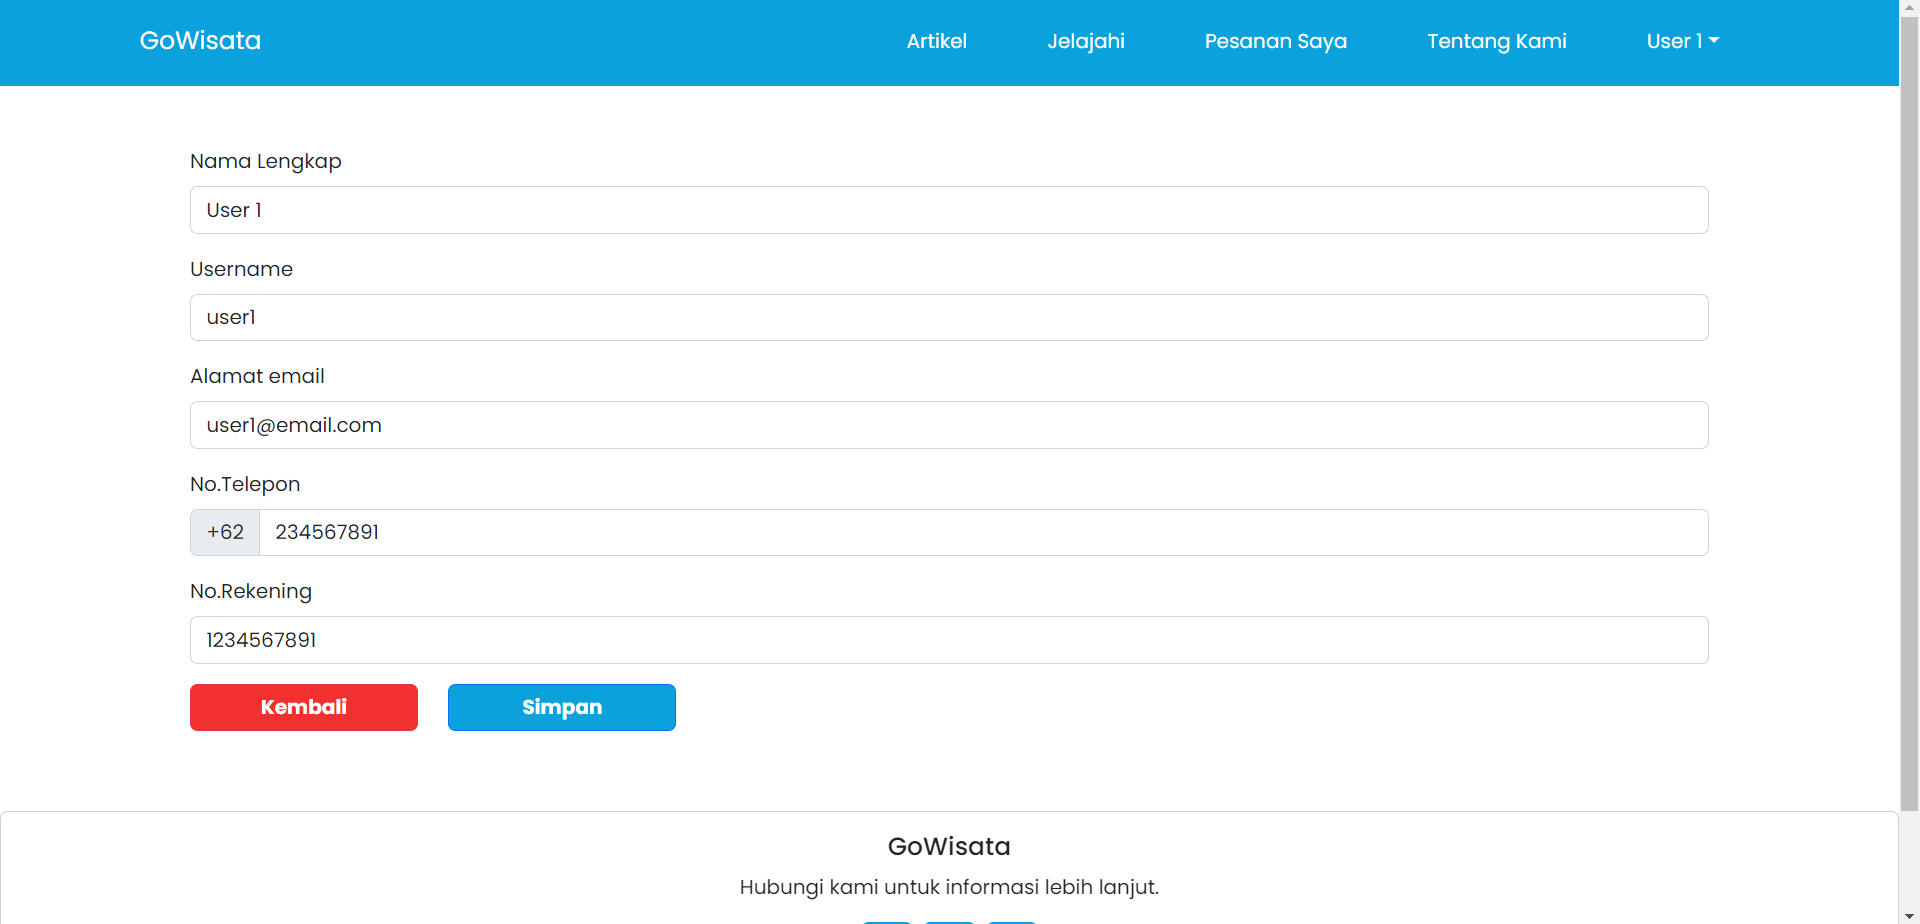 GoWisata Artikel Jelajahi Pesanan Saya Tentang Kami User 1
Nama Lengkap
User 1
Username
user1
Alamat email
user1@email.com
No.Telepon
+62 234567891
No.Rekening
1234567891
Kembali Simpan
GoWisata
Hubungi kami untuk informasi lebih lanjut.